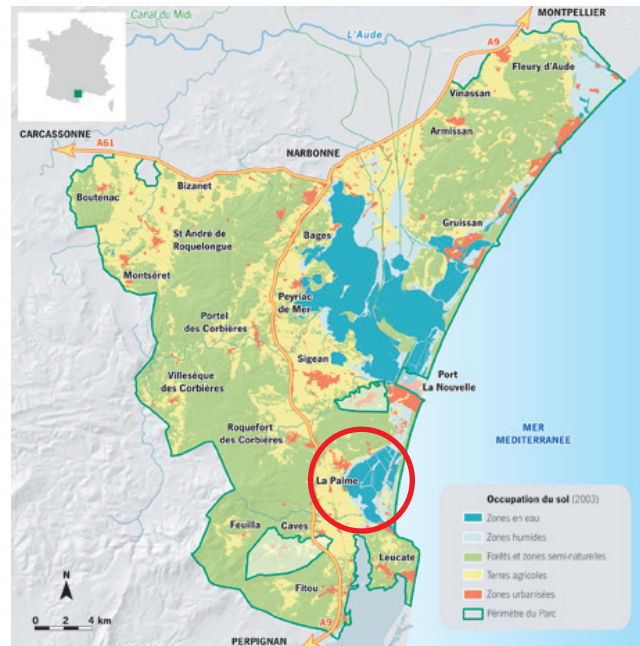 Canal du Midi
L'Aude
MONTPELLIER
A9
Fleury d'Aude
Vinassan
Armissan
CARCASSONNE
A61
NARBONNE
Bizanet
Boutenac
St André de
Roquelongue
Bages
Gruissan
Montséret
Peyriac
de Mer
Portel
des Corbières
Sigean
Port
La Nouvelle
Villesèque
des Corbières
Roquefort
des Corbières
MER
MEDITERRANEE
La Palme
Feuilla
Caves
Leucate
Fitou
N
0 2 4 km
A9
PERPIGNAN
Occupation du sol (2003)
Zones en eau
Zones humides
Forêts et zones semi-naturelles
Terres agricoles
Zones urbanisées
Périmètre du Parc